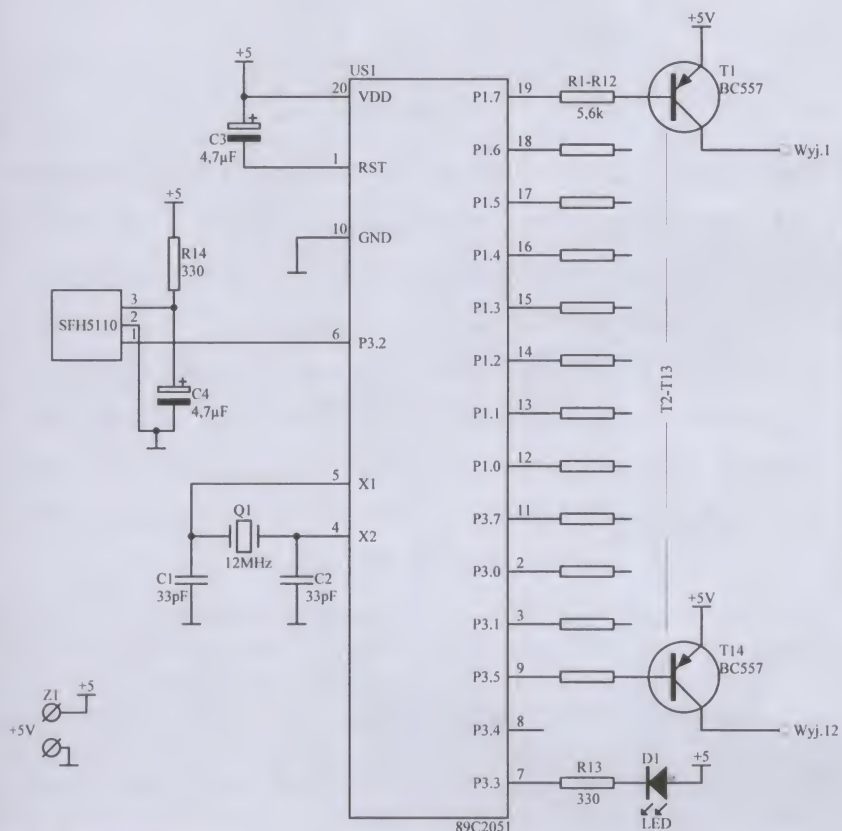 +5V
+5
US1
T1
BC557
20 VDD
P1.7 19
R1-R12
5,6k
C3
4,7µF
+
1 RST
P1.6 18
Wyj.1
P1.5 17
+5
10 GND
P1.4 16
R14
330
P1.3 15
SFH5110
3
2
1
6 P3.2
P1.2 14
T2-T13
P1.1 13
+
C4
4,7µF
P1.0 12
5 X1
P3.7 11
Q1
12MHz
4 X2
P3.0 2
C1
33pF
C2
33pF
P3.1 3
+5V
T14
BC557
P3.5 9
Z1
+5
+5V
P3.4 8
Wyj.12
P3.3 7
R13
330
D1
LED
+5
89C2051